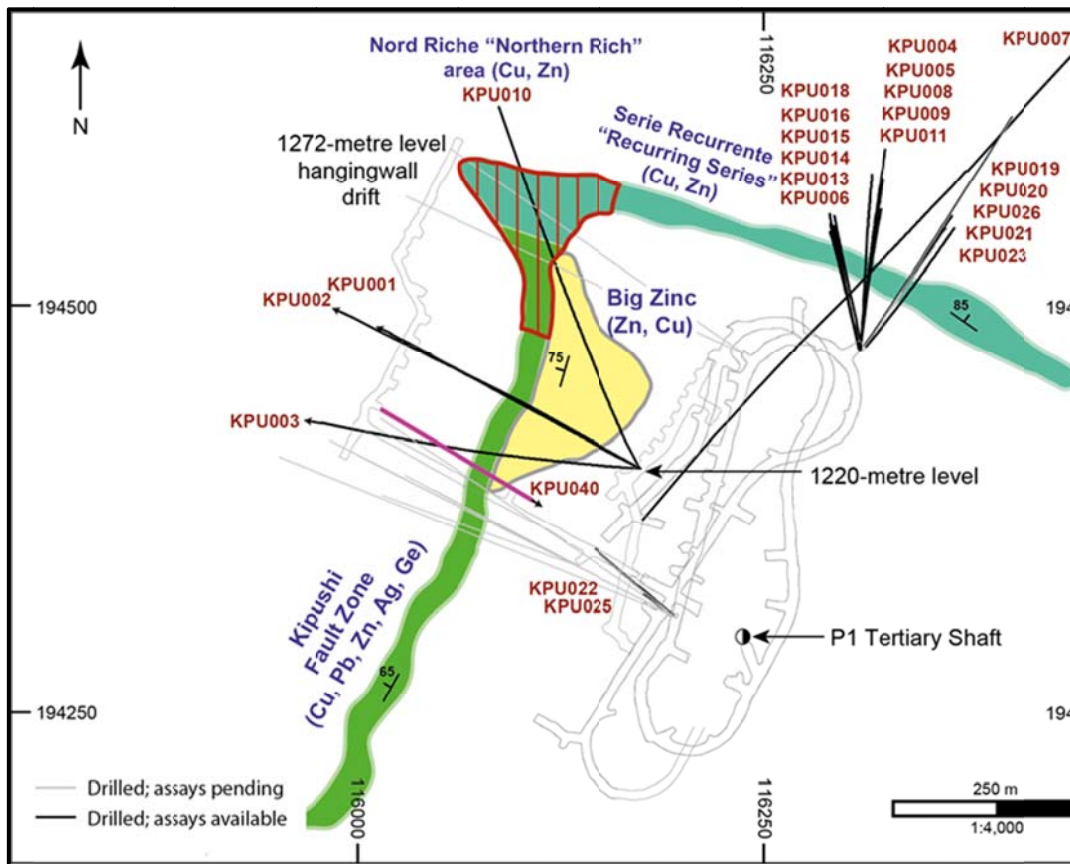 Nord Riche “Northern Rich”
area (Cu, Zn)
KPU010
116250
KPU004
KPU005
KPU008
KPU009
KPU011
KPU007
KPU018
KPU016
KPU015
KPU014
KPU013
KPU006
N
1272-metre level
hangingwall
drift
Serie Recurrente
“Recurring Series”
(Cu, Zn)
KPU019
KPU020
KPU026
KPU021
KPU023
194500
KPU001
KPU002
Big Zinc
(Zn, Cu)
85
194
75
KPU003
KPU040
1220-metre level
KPU022
KPU025
Kipushi
Fault Zone
(Cu, Pb, Zn, Ag, Ge)
65
P1 Tertiary Shaft
194250
194
Drilled; assays pending
Drilled; assays available
116000
116250
250 m
1:4,000